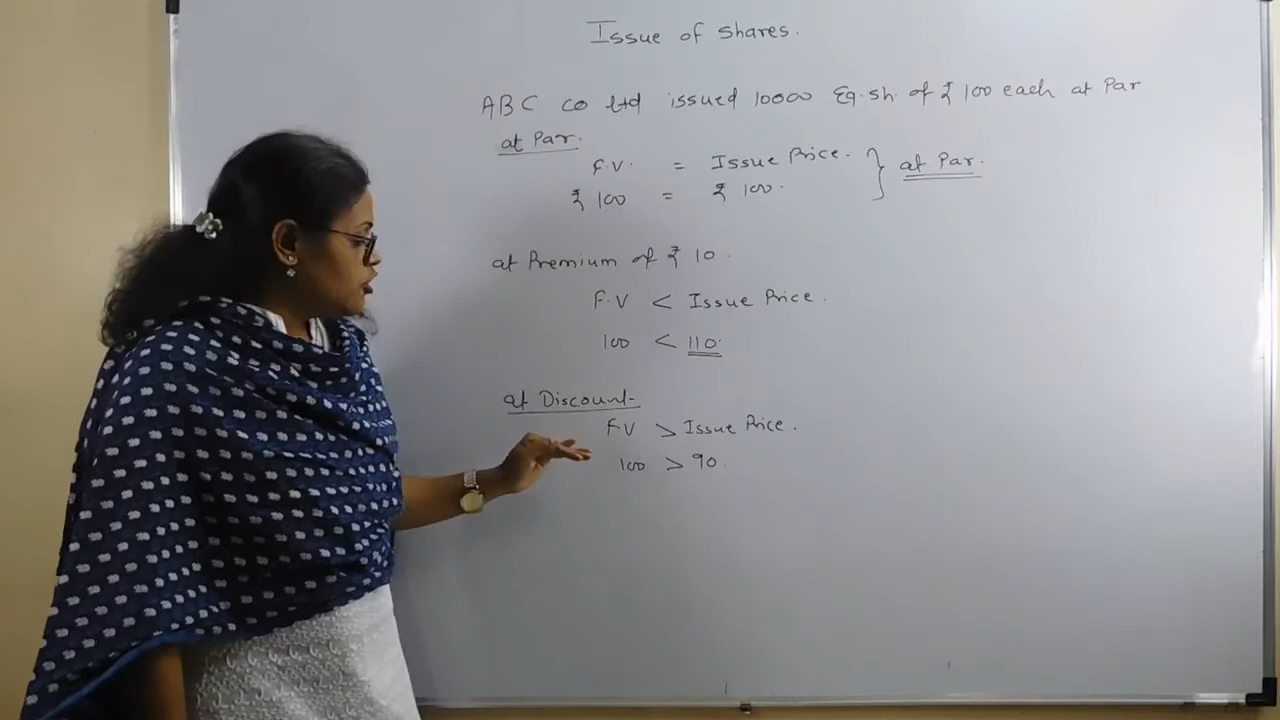 Issue of shares.
ABC co ltd issued 10000 Eq.sh. of ₹ 100 each at Par
at Par.
F.V. = Issue Price. } at Par.
₹ 100 = ₹ 100.
at Premium of ₹ 10.
F.V < Issue Price.
100 < 110.
at Discount
FV > Issue Price.
100 > 90.